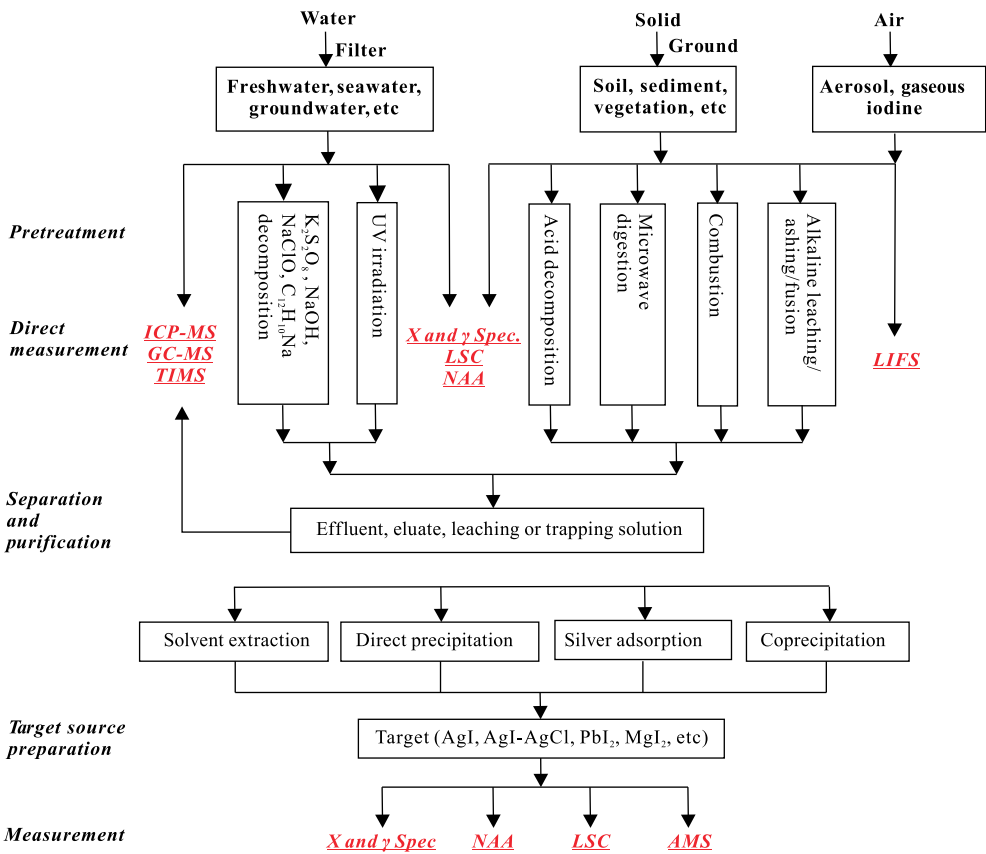 Water
Solid
Air
Filter
Ground
Freshwater, seawater,
groundwater, etc
Soil, sediment,
vegetation, etc
Aerosol, gaseous
iodine
Pretreatment
K₂S₂O₈, NaOH,
NaClO, C₁₂H₁₀Na
decomposition
UV irradiation
Acid decomposition
Microwave
digestion
Combustion
Alkaline leaching/
ashing/fusion
Direct
measurement
ICP-MS
GC-MS
TIMS
X and γ Spec.
LSC
NAA
LIFS
Separation
and
purification
Effluent, eluate, leaching or trapping solution
Solvent extraction
Direct precipitation
Silver adsorption
Coprecipitation
Target source
preparation
Target (AgI, AgI-AgCl, PbI₂, MgI₂, etc)
Measurement
X and γ Spec
NAA
LSC
AMS